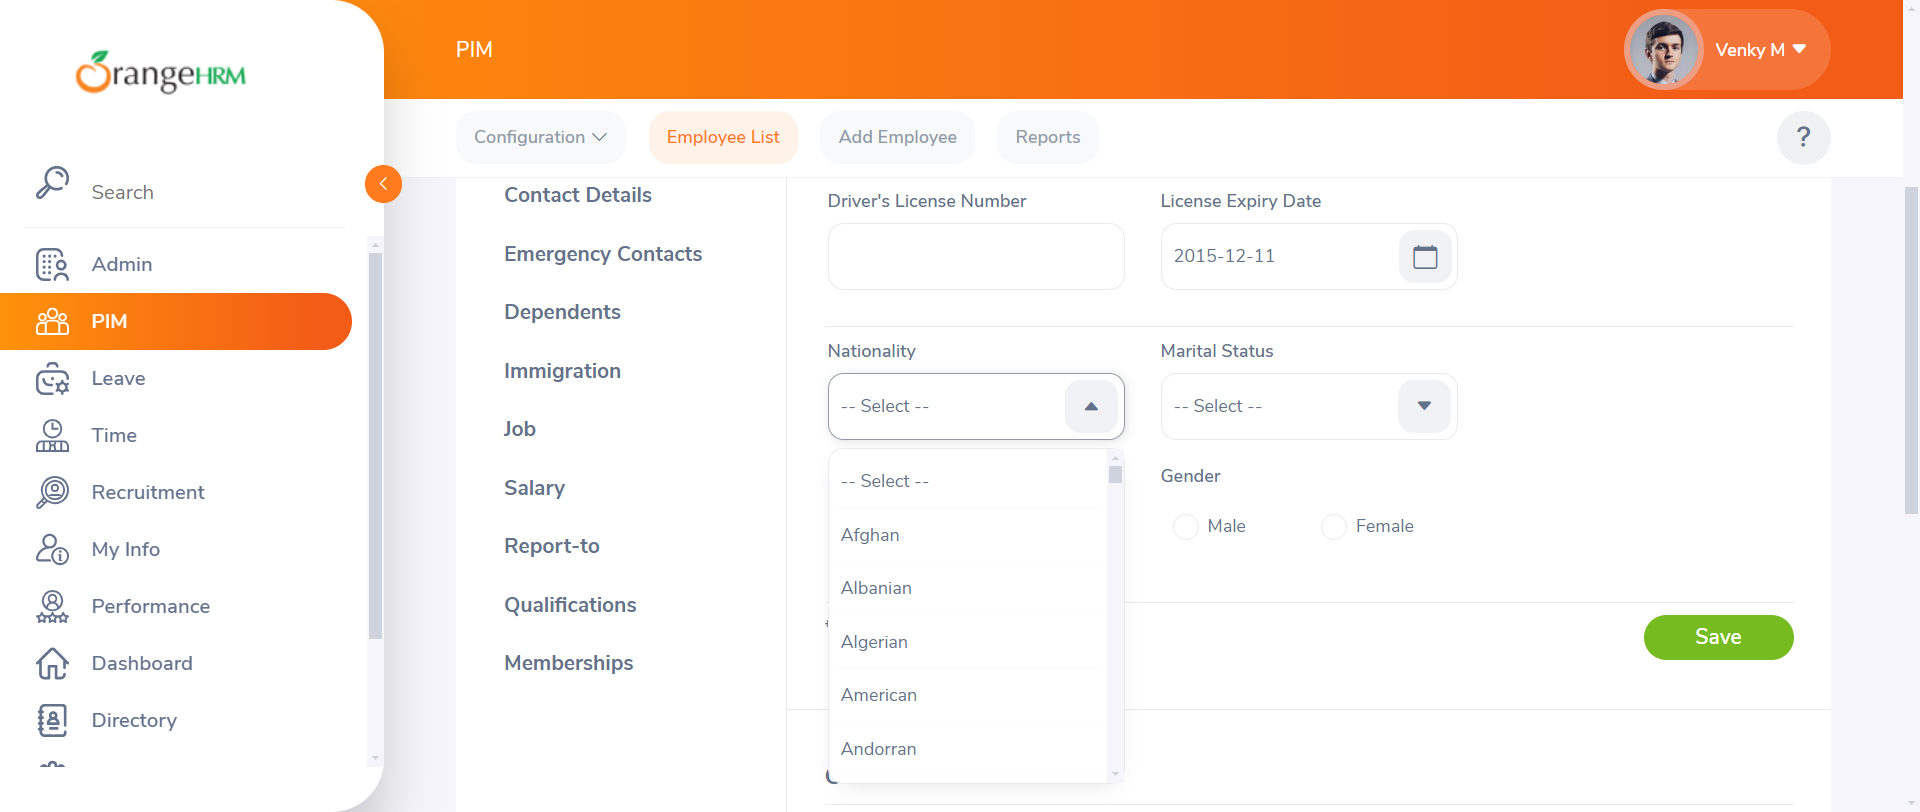 OrangeHRM
PIM
Venky M
Configuration
Employee List
Add Employee
Reports
?
Search
Admin
PIM
Leave
Time
Recruitment
My Info
Performance
Dashboard
Directory
Contact Details
Emergency Contacts
Dependents
Immigration
Job
Salary
Report-to
Qualifications
Memberships
Driver's License Number
License Expiry Date
2015-12-11
Nationality
Marital Status
-- Select --
-- Select --
-- Select --
Afghan
Albanian
Algerian
American
Andorran
Gender
Male
Female
Save